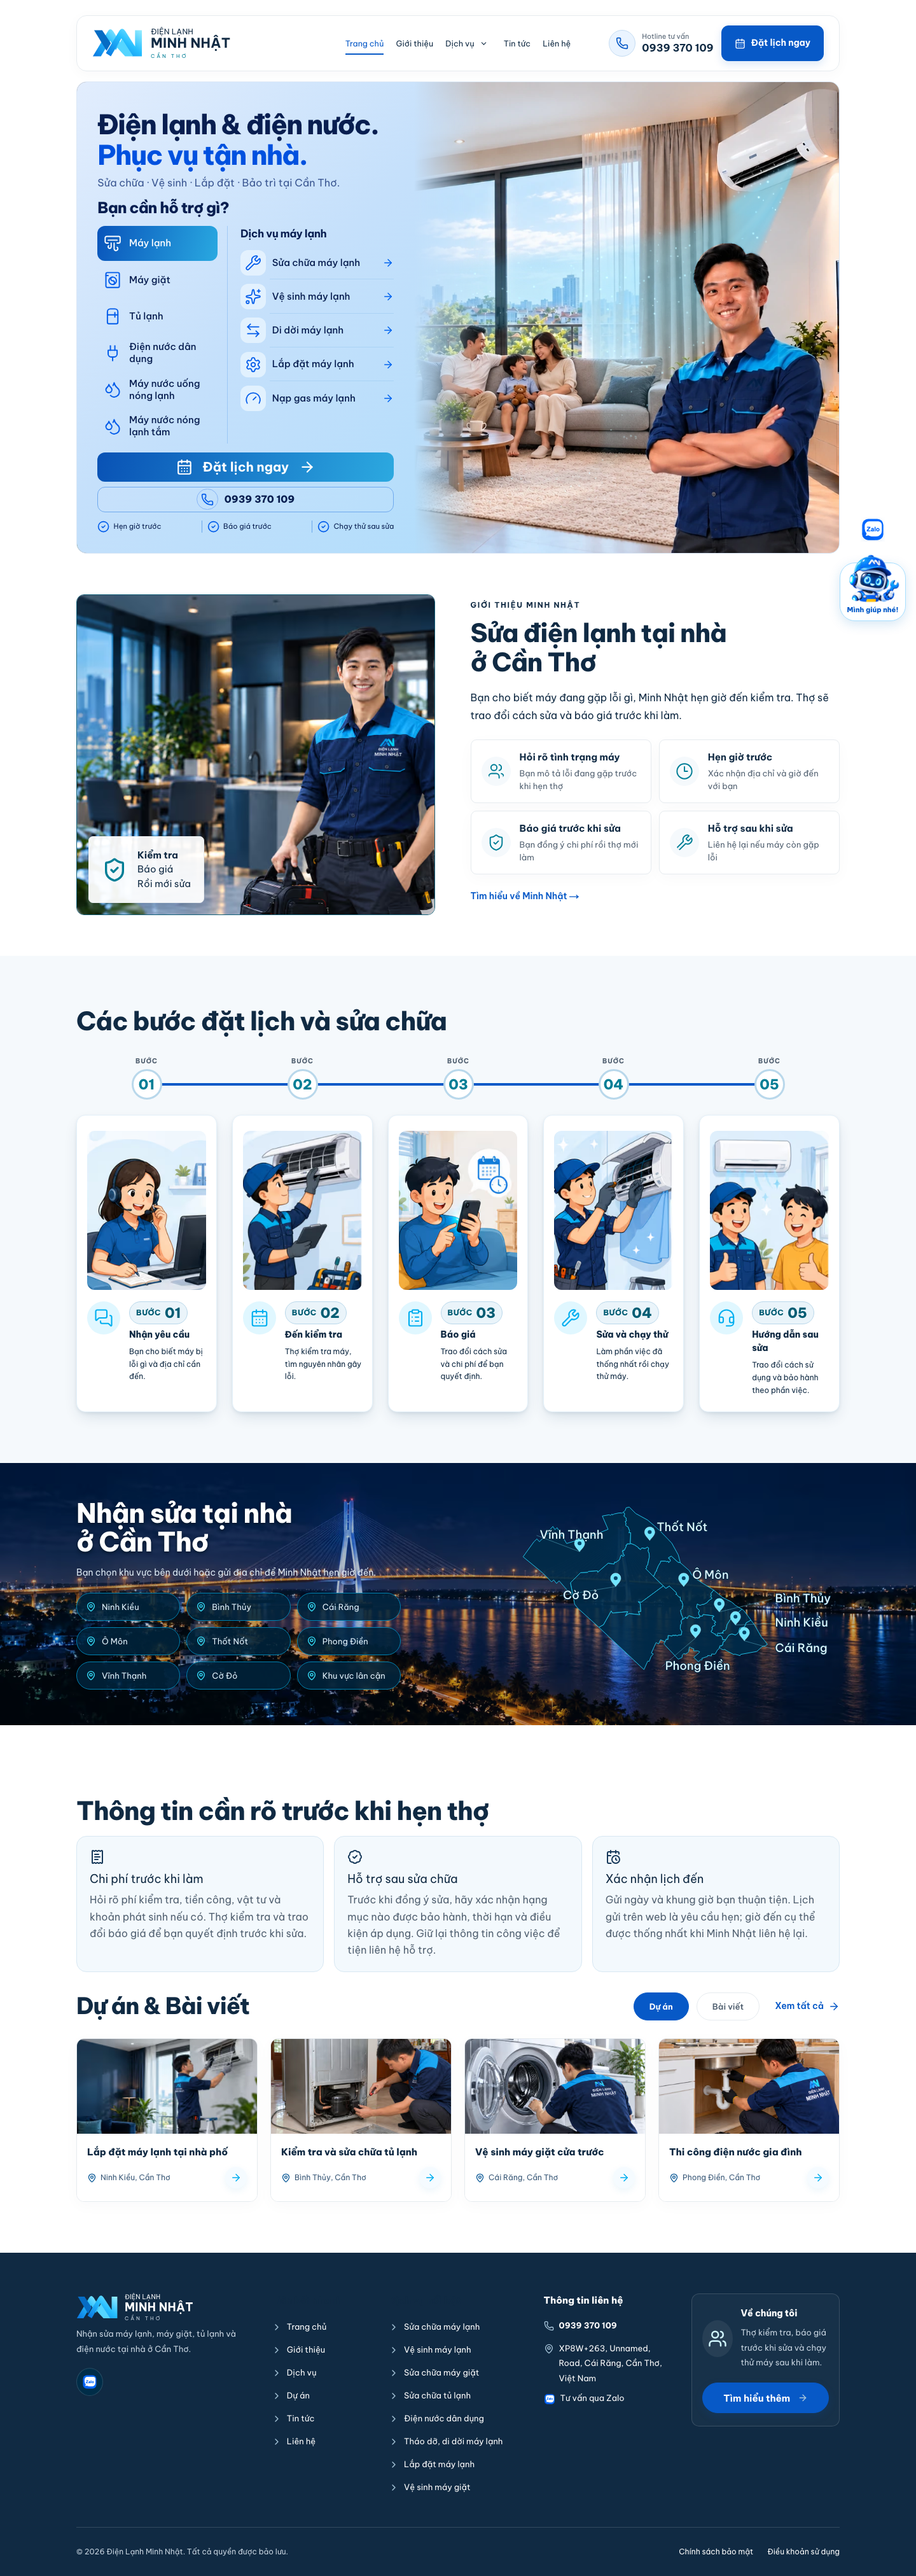 ĐIỆN LẠNH
MINH NHẬT
CẦN THƠ
Trang chủ
Giới thiệu
Dịch vụ
Tin tức
Liên hệ
Hotline tư vấn
0939 370 109
Đặt lịch ngay
Điện lạnh & điện nước.
Phục vụ tận nhà.
Sửa chữa · Vệ sinh · Lắp đặt · Bảo trì tại Cần Thơ.
Bạn cần hỗ trợ gì?
Máy lạnh
Máy giặt
Tủ lạnh
Điện nước dân
dụng
Máy nước uống
nóng lạnh
Máy nước nóng
lạnh tắm
Dịch vụ máy lạnh
Sửa chữa máy lạnh
Vệ sinh máy lạnh
Di dời máy lạnh
Lắp đặt máy lạnh
Nạp gas máy lạnh
Đặt lịch ngay
0939 370 109
Hẹn giờ trước
Báo giá trước
Chạy thử sau sửa
ĐIỆN LẠNH
MINH NHẬT
Zalo
Mình giúp nhé!
ĐIỆN LẠNH
MINH NHẬT
Kiểm tra
Báo giá
Rồi mới sửa
GIỚI THIỆU MINH NHẬT
Sửa điện lạnh tại nhà
ở Cần Thơ
Bạn cho biết máy đang gặp lỗi gì, Minh Nhật hẹn giờ đến kiểm tra. Thợ sẽ
trao đổi cách sửa và báo giá trước khi làm.
Hỏi rõ tình trạng máy
Bạn mô tả lỗi đang gặp trước
khi hẹn thợ
Hẹn giờ trước
Xác nhận địa chỉ và giờ đến
với bạn
Báo giá trước khi sửa
Bạn đồng ý chi phí rồi thợ mới
làm
Hỗ trợ sau khi sửa
Liên hệ lại nếu máy còn gặp
lỗi
Tìm hiểu về Minh Nhật
Các bước đặt lịch và sửa chữa
BƯỚC
01
BƯỚC
02
BƯỚC
03
BƯỚC
04
BƯỚC
05
BƯỚC 01
Nhận yêu cầu
Bạn cho biết máy bị
lỗi gì và địa chỉ cần
đến.
BƯỚC 02
Đến kiểm tra
Thợ kiểm tra máy,
tìm nguyên nhân gây
lỗi.
BƯỚC 03
Báo giá
Trao đổi cách sửa
và chi phí để bạn
quyết định.
BƯỚC 04
Sửa và chạy thử
Làm phần việc đã
thống nhất rồi chạy
thử máy.
BƯỚC 05
Hướng dẫn sau
sửa
Trao đổi cách sử
dụng và bảo hành
theo phần việc.
Nhận sửa tại nhà
ở Cần Thơ
Bạn chọn khu vực bên dưới hoặc gửi địa chỉ để Minh Nhật hẹn giờ đến.
Ninh Kiều
Bình Thủy
Cái Răng
Ô Môn
Thốt Nốt
Phong Điền
Vĩnh Thạnh
Cờ Đỏ
Khu vực lân cận
Vĩnh Thạnh
Thốt Nốt
Cờ Đỏ
Ô Môn
Bình Thủy
Ninh Kiều
Cái Răng
Phong Điền
Thông tin cần rõ trước khi hẹn thợ
Chi phí trước khi làm
Hỏi rõ phí kiểm tra, tiền công, vật tư và
khoản phát sinh nếu có. Thợ kiểm tra và trao
đổi báo giá để bạn quyết định trước khi sửa.
Hỗ trợ sau sửa chữa
Trước khi đồng ý sửa, hãy xác nhận hạng
mục nào được bảo hành, thời hạn và điều
kiện áp dụng. Giữ lại thông tin công việc để
tiện liên hệ hỗ trợ.
Xác nhận lịch đến
Gửi ngày và khung giờ bạn thuận tiện. Lịch
gửi trên web là yêu cầu hẹn; giờ đến cụ thể
được thống nhất khi Minh Nhật liên hệ lại.
Dự án & Bài viết
Dự án
Bài viết
Xem tất cả
ĐIỆN LẠNH
MINH NHẬT
ĐIỆN LẠNH
MINH NHẬT
Lắp đặt máy lạnh tại nhà phố
Ninh Kiều, Cần Thơ
Kiểm tra và sửa chữa tủ lạnh
Bình Thủy, Cần Thơ
Vệ sinh máy giặt cửa trước
Cái Răng, Cần Thơ
Thi công điện nước gia đình
Phong Điền, Cần Thơ
ĐIỆN LẠNH
MINH NHẬT
CẦN THƠ
Nhận sửa máy lạnh, máy giặt, tủ lạnh và
điện nước tại nhà ở Cần Thơ.
Zalo
Trang chủ
Giới thiệu
Dịch vụ
Dự án
Tin tức
Liên hệ
Sửa chữa máy lạnh
Vệ sinh máy lạnh
Sửa chữa máy giặt
Sửa chữa tủ lạnh
Điện nước dân dụng
Tháo dỡ, di dời máy lạnh
Lắp đặt máy lạnh
Vệ sinh máy giặt
Thông tin liên hệ
0939 370 109
XP8W+263, Unnamed,
Road, Cái Răng, Cần Thơ,
Việt Nam
Tư vấn qua Zalo
Về chúng tôi
Thợ kiểm tra, báo giá
trước khi sửa và chạy
thử máy sau khi làm.
Tìm hiểu thêm
© 2026 Điện Lạnh Minh Nhật. Tất cả quyền được bảo lưu.
Chính sách bảo mật
Điều khoản sử dụng